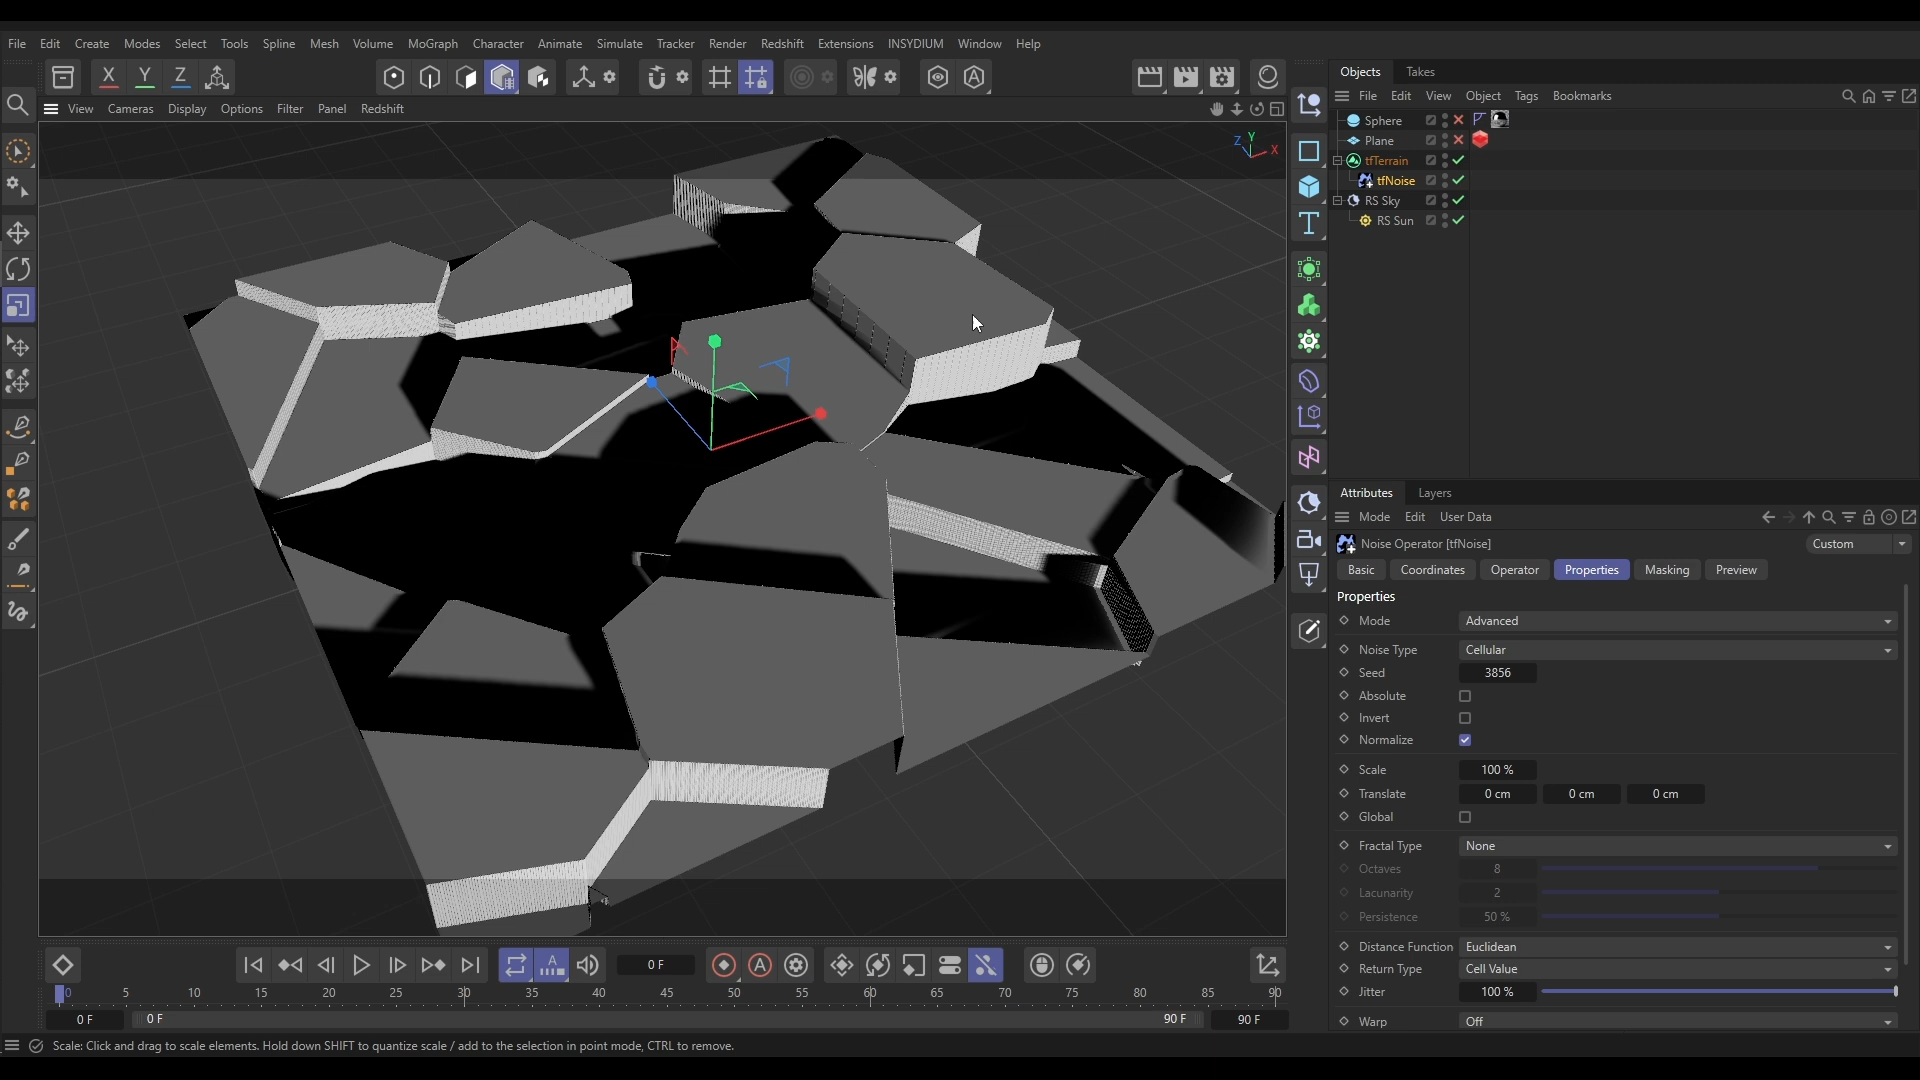 File Edit Create Modes Select Tools Spline Mesh Volume MoGraph Character Animate Simulate Tracker Render Redshift Extensions INSYDIUM Window Help
X Y Z
View Cameras Display Options Filter Panel Redshift
Z Y X
Objects Takes
File Edit View Object Tags Bookmarks
Sphere
Plane
tfTerrain
tfNoise
RS Sky
RS Sun
Attributes Layers
Mode Edit User Data
Noise Operator [tfNoise] Custom
Basic Coordinates Operator Properties Masking Preview
Properties
Mode Advanced
Noise Type Cellular
Seed 3856
Absolute
Invert
Normalize
Scale 100 %
Translate 0 cm 0 cm 0 cm
Global
Fractal Type None
Octaves 8
Lacunarity 2
Persistence 50 %
Distance Function Euclidean
Return Type Cell Value
Jitter 100 %
Warp Off
0 F
0 5 10 15 20 25 30 35 40 45 50 55 60 65 70 75 80 85 90
0 F 0 F 90 F 90 F
Scale: Click and drag to scale elements. Hold down SHIFT to quantize scale / add to the selection in point mode, CTRL to remove.